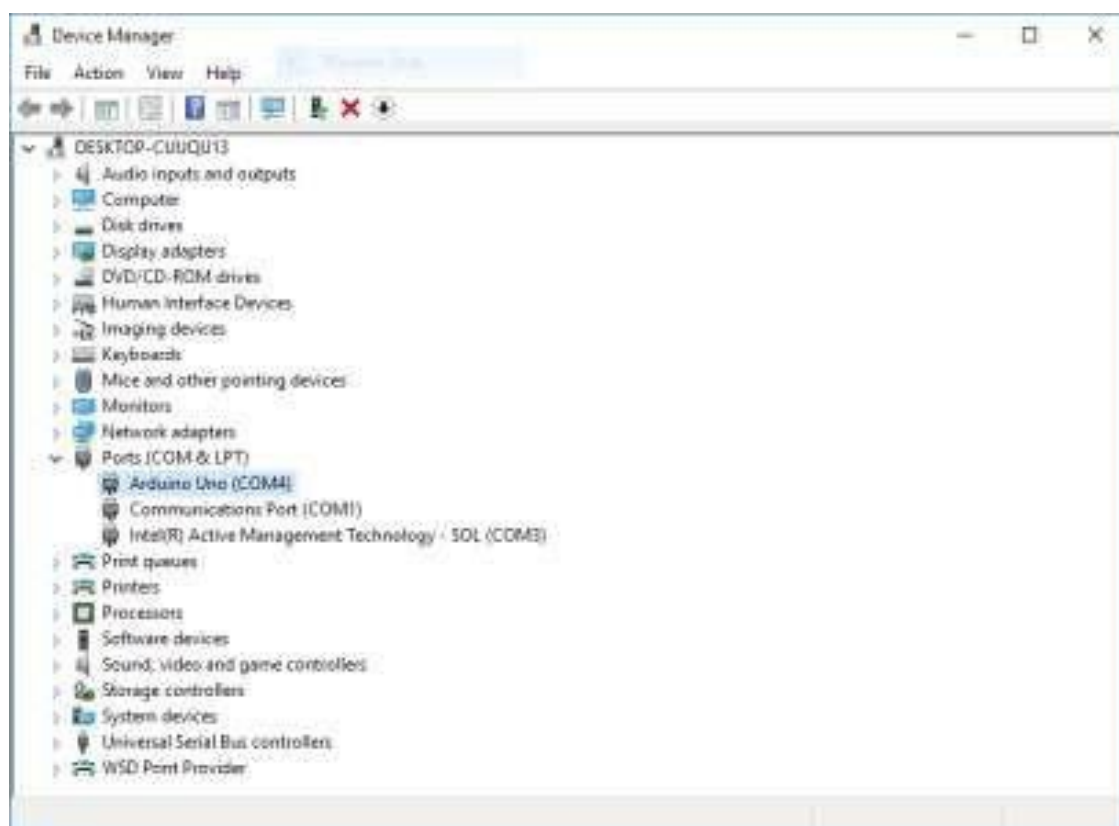 Device Manager
File Action View Help
DESKTOP-CUUQU13
Audio inputs and outputs
Computer
Disk drives
Display adapters
DVD/CD-ROM drives
Human Interface Devices
Imaging devices
Keyboards
Mice and other pointing devices
Monitors
Network adapters
Ports (COM & LPT)
Arduino Uno (COM4)
Communications Port (COM1)
Intel(R) Active Management Technology - SOL (COM3)
Print queues
Printers
Processors
Software devices
Sound, video and game controllers
Storage controllers
System devices
Universal Serial Bus controllers
WSD Print Provider